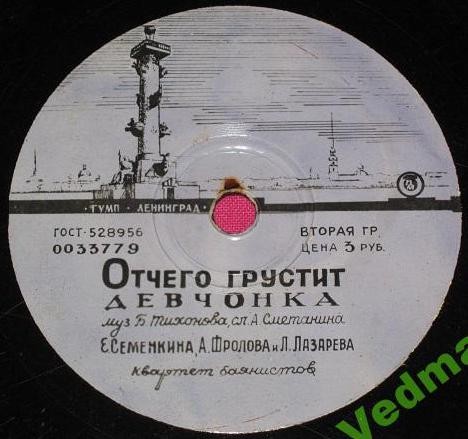 · ГУМП · ЛЕНИНГРАД ·
ГОСТ-528956
0033779
ВТОРАЯ ГР.
ЦЕНА 3 РУБ.
ОТЧЕГО ГРУСТИТ
ДЕВЧОНКА
муз Б. Тихонова, сл. А. Сметанина
Е.СЕМЕНКИНА, А.ФРОЛОВА и Л.ЛАЗАРЕВА
Квартет баянистов
Vedma